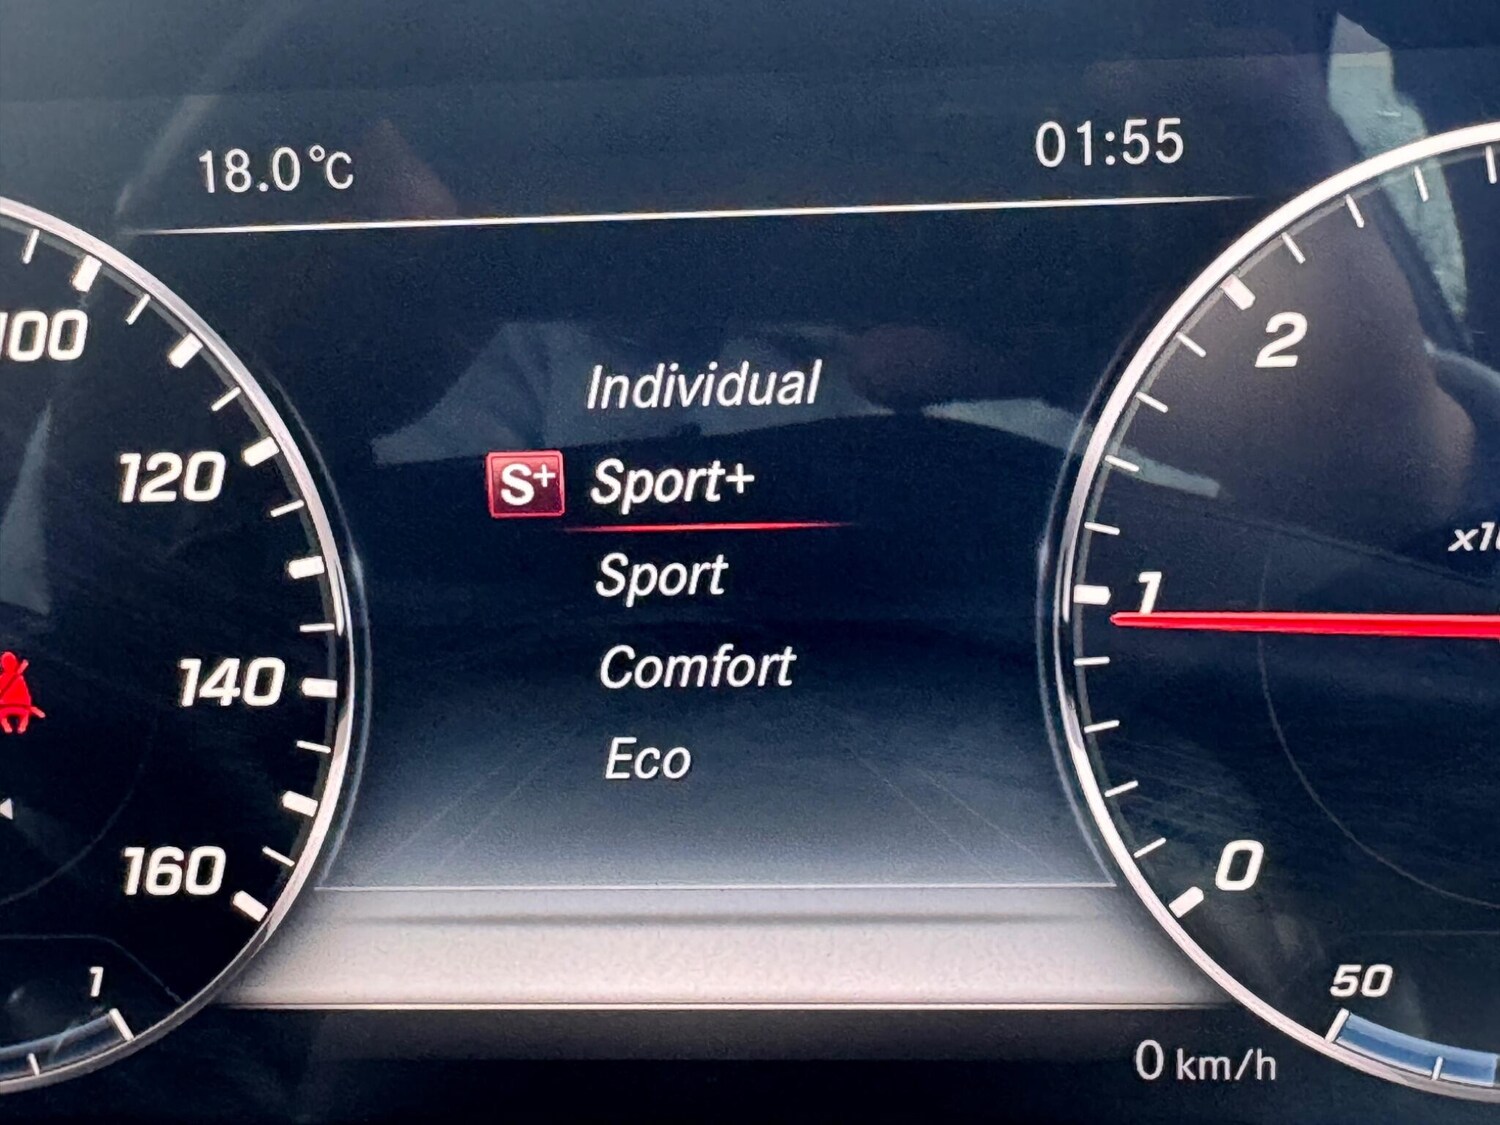 18.0°C
01:55
100
120
140
160
1
Individual
S+ Sport+
Sport
Comfort
Eco
2
1
0
50
0 km/h